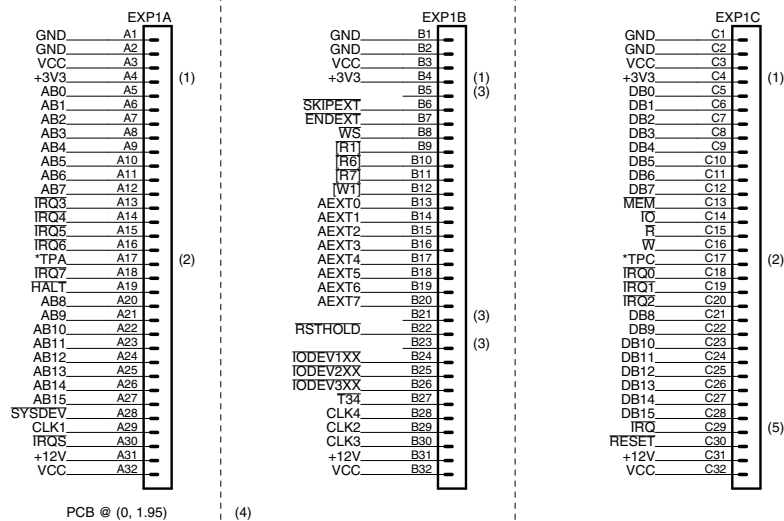 EXP1A
GND A1
GND A2
VCC A3
+3V3 A4 (1)
AB0 A5
AB1 A6
AB2 A7
AB3 A8
AB4 A9
AB5 A10
AB6 A11
AB7 A12
IRQ3 A13
IRQ4 A14
IRQ5 A15
IRQ6 A16
*TPA A17 (2)
IRQ7 A18
HALT A19
AB8 A20
AB9 A21
AB10 A22
AB11 A23
AB12 A24
AB13 A25
AB14 A26
AB15 A27
SYSDEV A28
CLK1 A29
IRQS A30
+12V A31
VCC A32
PCB @ (0, 1.95)
EXP1B
GND B1
GND B2
VCC B3
+3V3 B4 (1)
B5 (3)
SKIPEXT B6
ENDEXT B7
WS B8
[R1] B9
[R6] B10
[R7] B11
[W1] B12
AEXT0 B13
AEXT1 B14
AEXT2 B15
AEXT3 B16
AEXT4 B17
AEXT5 B18
AEXT6 B19
AEXT7 B20
B21 (3)
RSTHOLD B22
B23 (3)
IODEV1XX B24
IODEV2XX B25
IODEV3XX B26
T34 B27
CLK4 B28
CLK2 B29
CLK3 B30
+12V B31
VCC B32
(4)
EXP1C
GND C1
GND C2
VCC C3
+3V3 C4 (1)
DB0 C5
DB1 C6
DB2 C7
DB3 C8
DB4 C9
DB5 C10
DB6 C11
DB7 C12
MEM C13
IO C14
R C15
W C16
*TPC C17 (2)
IRQ0 C18
IRQ1 C19
IRQ2 C20
DB8 C21
DB9 C22
DB10 C23
DB11 C24
DB12 C25
DB13 C26
DB14 C27
DB15 C28
IRQ C29 (5)
RESET C30
+12V C31
VCC C32